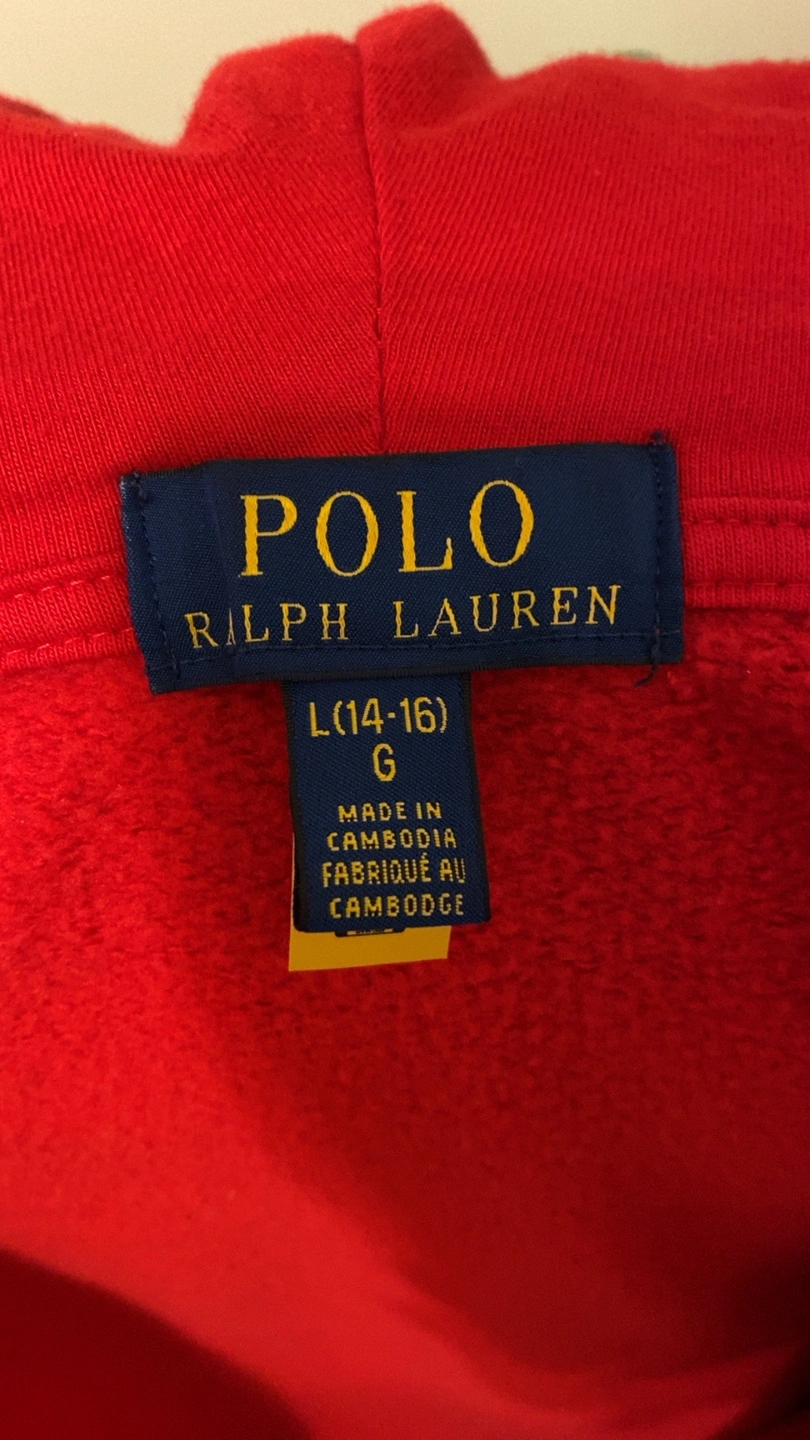 POLO
RALPH LAUREN
L(14-16)
G
MADE IN
CAMBODIA
FABRIQUÉ AU
CAMBODGE